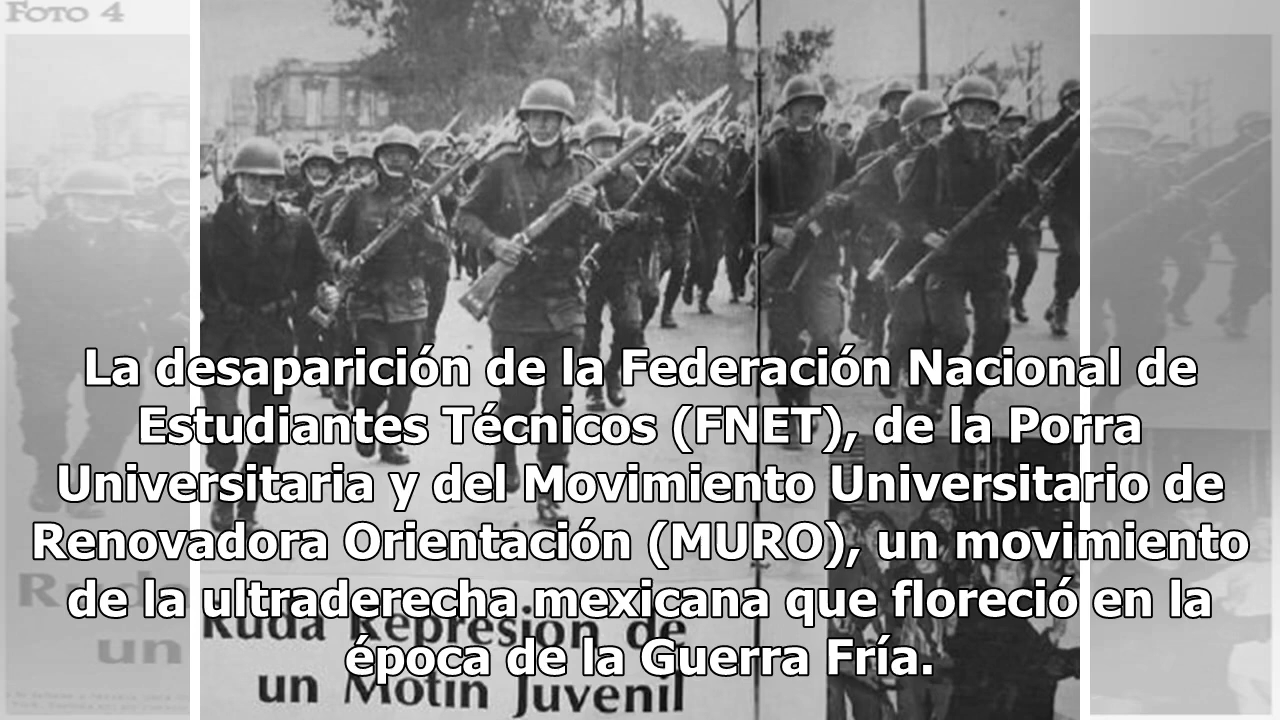 FOTO 4
La desaparición de la Federación Nacional de
Estudiantes Técnicos (FNET), de la Porra
Universitaria y del Movimiento Universitario de
Renovadora Orientación (MURO), un movimiento
de la ultraderecha mexicana que floreció en la
época de la Guerra Fría.
Ruda Represión de
un Motín Juvenil